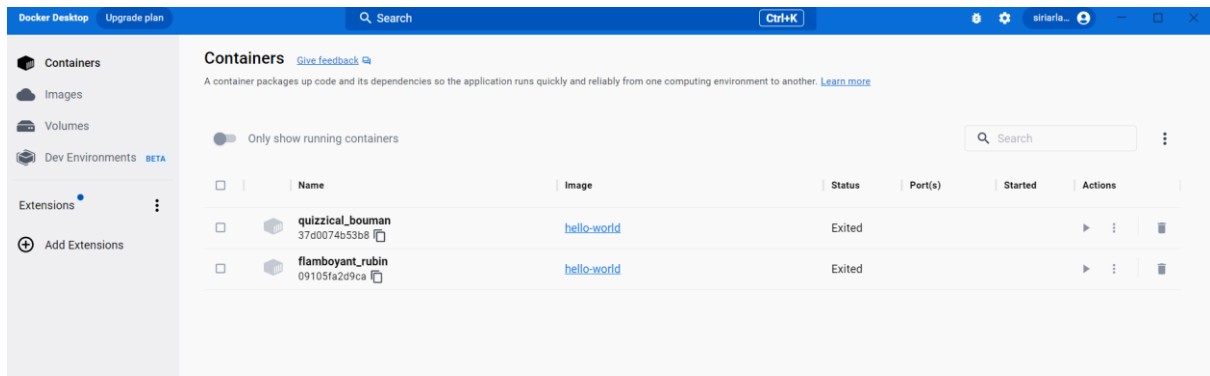 Docker Desktop Upgrade plan Search Ctrl+K siriarla...
Containers
Images
Volumes
Dev Environments BETA
Extensions
Add Extensions
Containers Give feedback
A container packages up code and its dependencies so the application runs quickly and reliably from one computing environment to another. Learn more
Only show running containers Search
Name Image Status Port(s) Started Actions
quizzical_bouman hello-world Exited
37d0074b53b8
flamboyant_rubin hello-world Exited
09105fa2d9ca